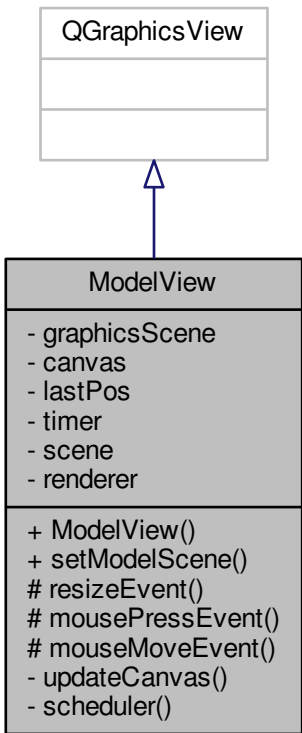 QGraphicsView
ModelView
- graphicsScene
- canvas
- lastPos
- timer
- scene
- renderer
+ ModelView()
+ setModelScene()
# resizeEvent()
# mousePressEvent()
# mouseMoveEvent()
- updateCanvas()
- scheduler()